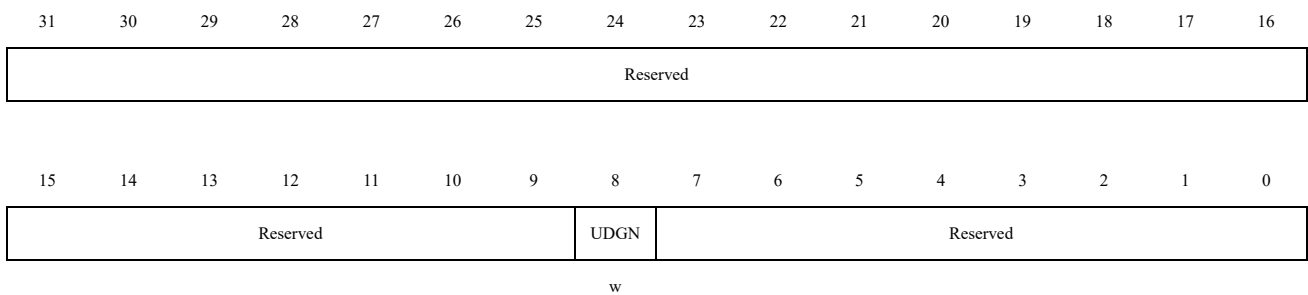 31 30 29 28 27 26 25 24 23 22 21 20 19 18 17 16
Reserved
15 14 13 12 11 10 9 8 7 6 5 4 3 2 1 0
Reserved UDGN Reserved
w